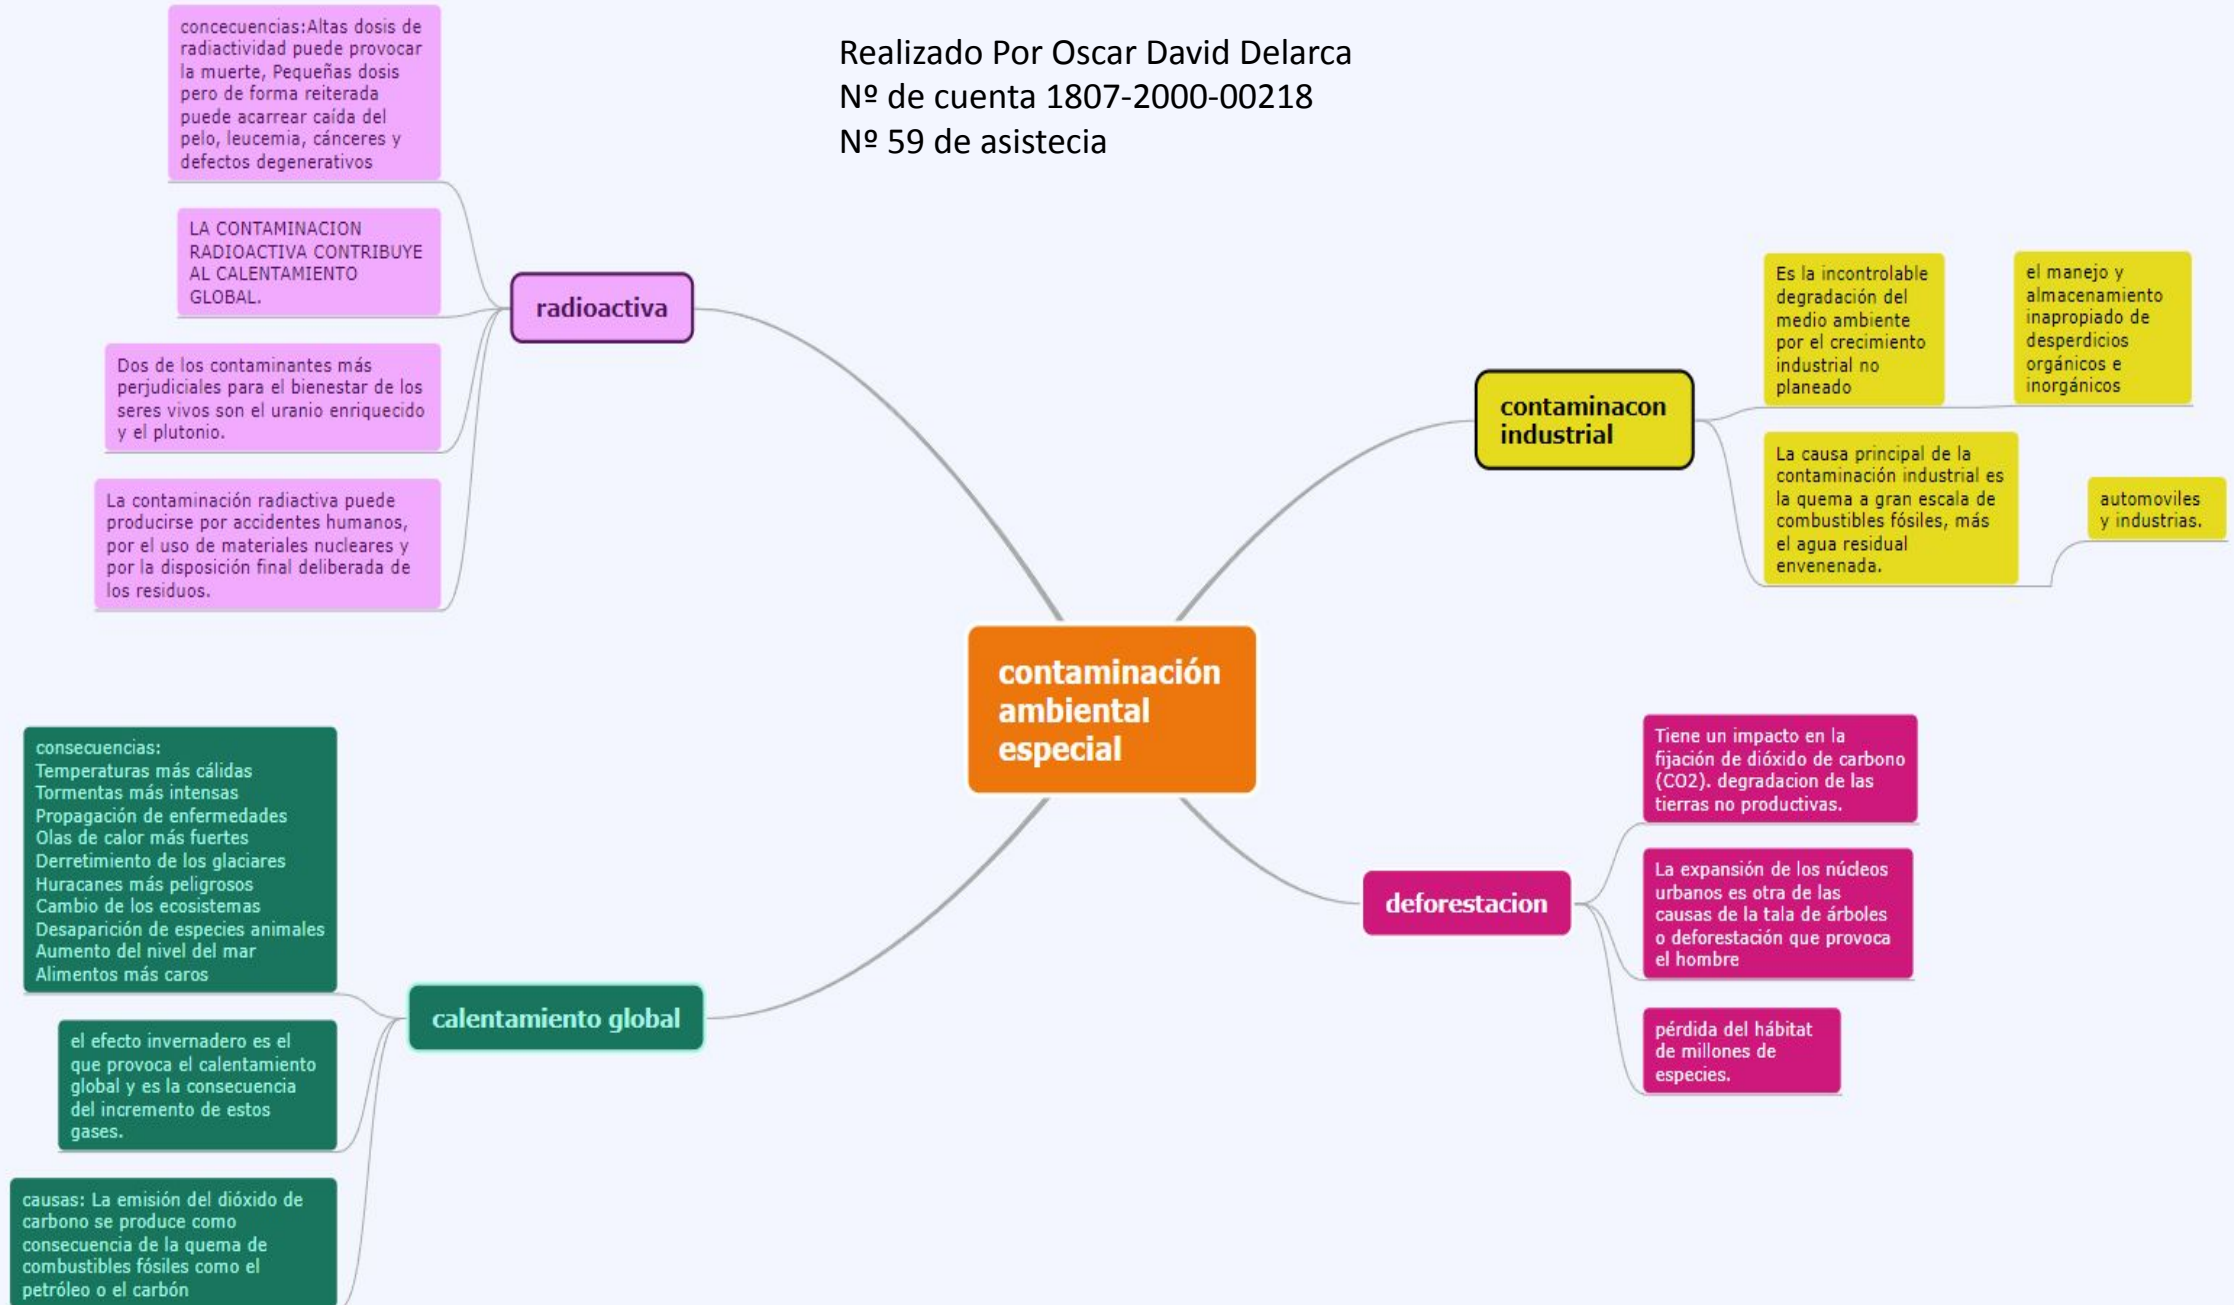 Realizado Por Oscar David Delarca
Nº de cuenta 1807-2000-00218
Nº 59 de asistecia
concecuencias:Altas dosis de
radiactividad puede provocar
la muerte, Pequeñas dosis
pero de forma reiterada
puede acarrear caída del
pelo, leucemia, cánceres y
defectos degenerativos
LA CONTAMINACION
RADIOACTIVA CONTRIBUYE
AL CALENTAMIENTO
GLOBAL.
Dos de los contaminantes más
perjudiciales para el bienestar de los
seres vivos son el uranio enriquecido
y el plutonio.
La contaminación radiactiva puede
producirse por accidentes humanos,
por el uso de materiales nucleares y
por la disposición final deliberada de
los residuos.
radioactiva
contaminacon
industrial
Es la incontrolable
degradación del
medio ambiente
por el crecimiento
industrial no
planeado
el manejo y
almacenamiento
inapropiado de
desperdicios
orgánicos e
inorgánicos
La causa principal de la
contaminación industrial es
la quema a gran escala de
combustibles fósiles, más
el agua residual
envenenada.
automoviles
y industrias.
contaminación
ambiental
especial
consecuencias:
Temperaturas más cálidas
Tormentas más intensas
Propagación de enfermedades
Olas de calor más fuertes
Derretimiento de los glaciares
Huracanes más peligrosos
Cambio de los ecosistemas
Desaparición de especies animales
Aumento del nivel del mar
Alimentos más caros
el efecto invernadero es el
que provoca el calentamiento
global y es la consecuencia
del incremento de estos
gases.
causas: La emisión del dióxido de
carbono se produce como
consecuencia de la quema de
combustibles fósiles como el
petróleo o el carbón
calentamiento global
deforestacion
Tiene un impacto en la
fijación de dióxido de carbono
(CO2). degradacion de las
tierras no productivas.
La expansión de los núcleos
urbanos es otra de las
causas de la tala de árboles
o deforestación que provoca
el hombre
pérdida del hábitat
de millones de
especies.